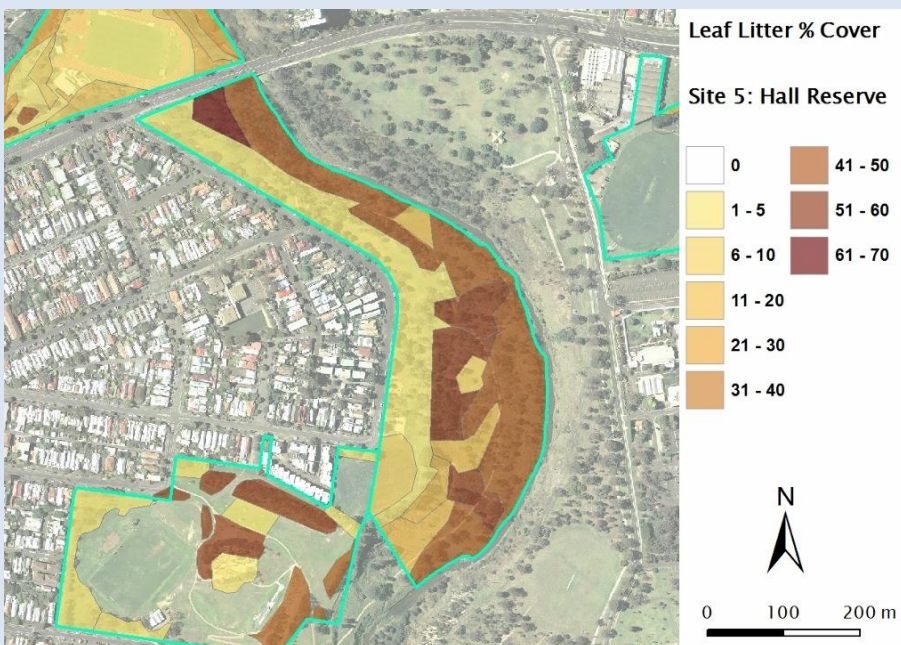 Leaf Litter % Cover
Site 5: Hall Reserve
0
1 - 5
6 - 10
11 - 20
21 - 30
31 - 40
41 - 50
51 - 60
61 - 70
N
0 100 200 m